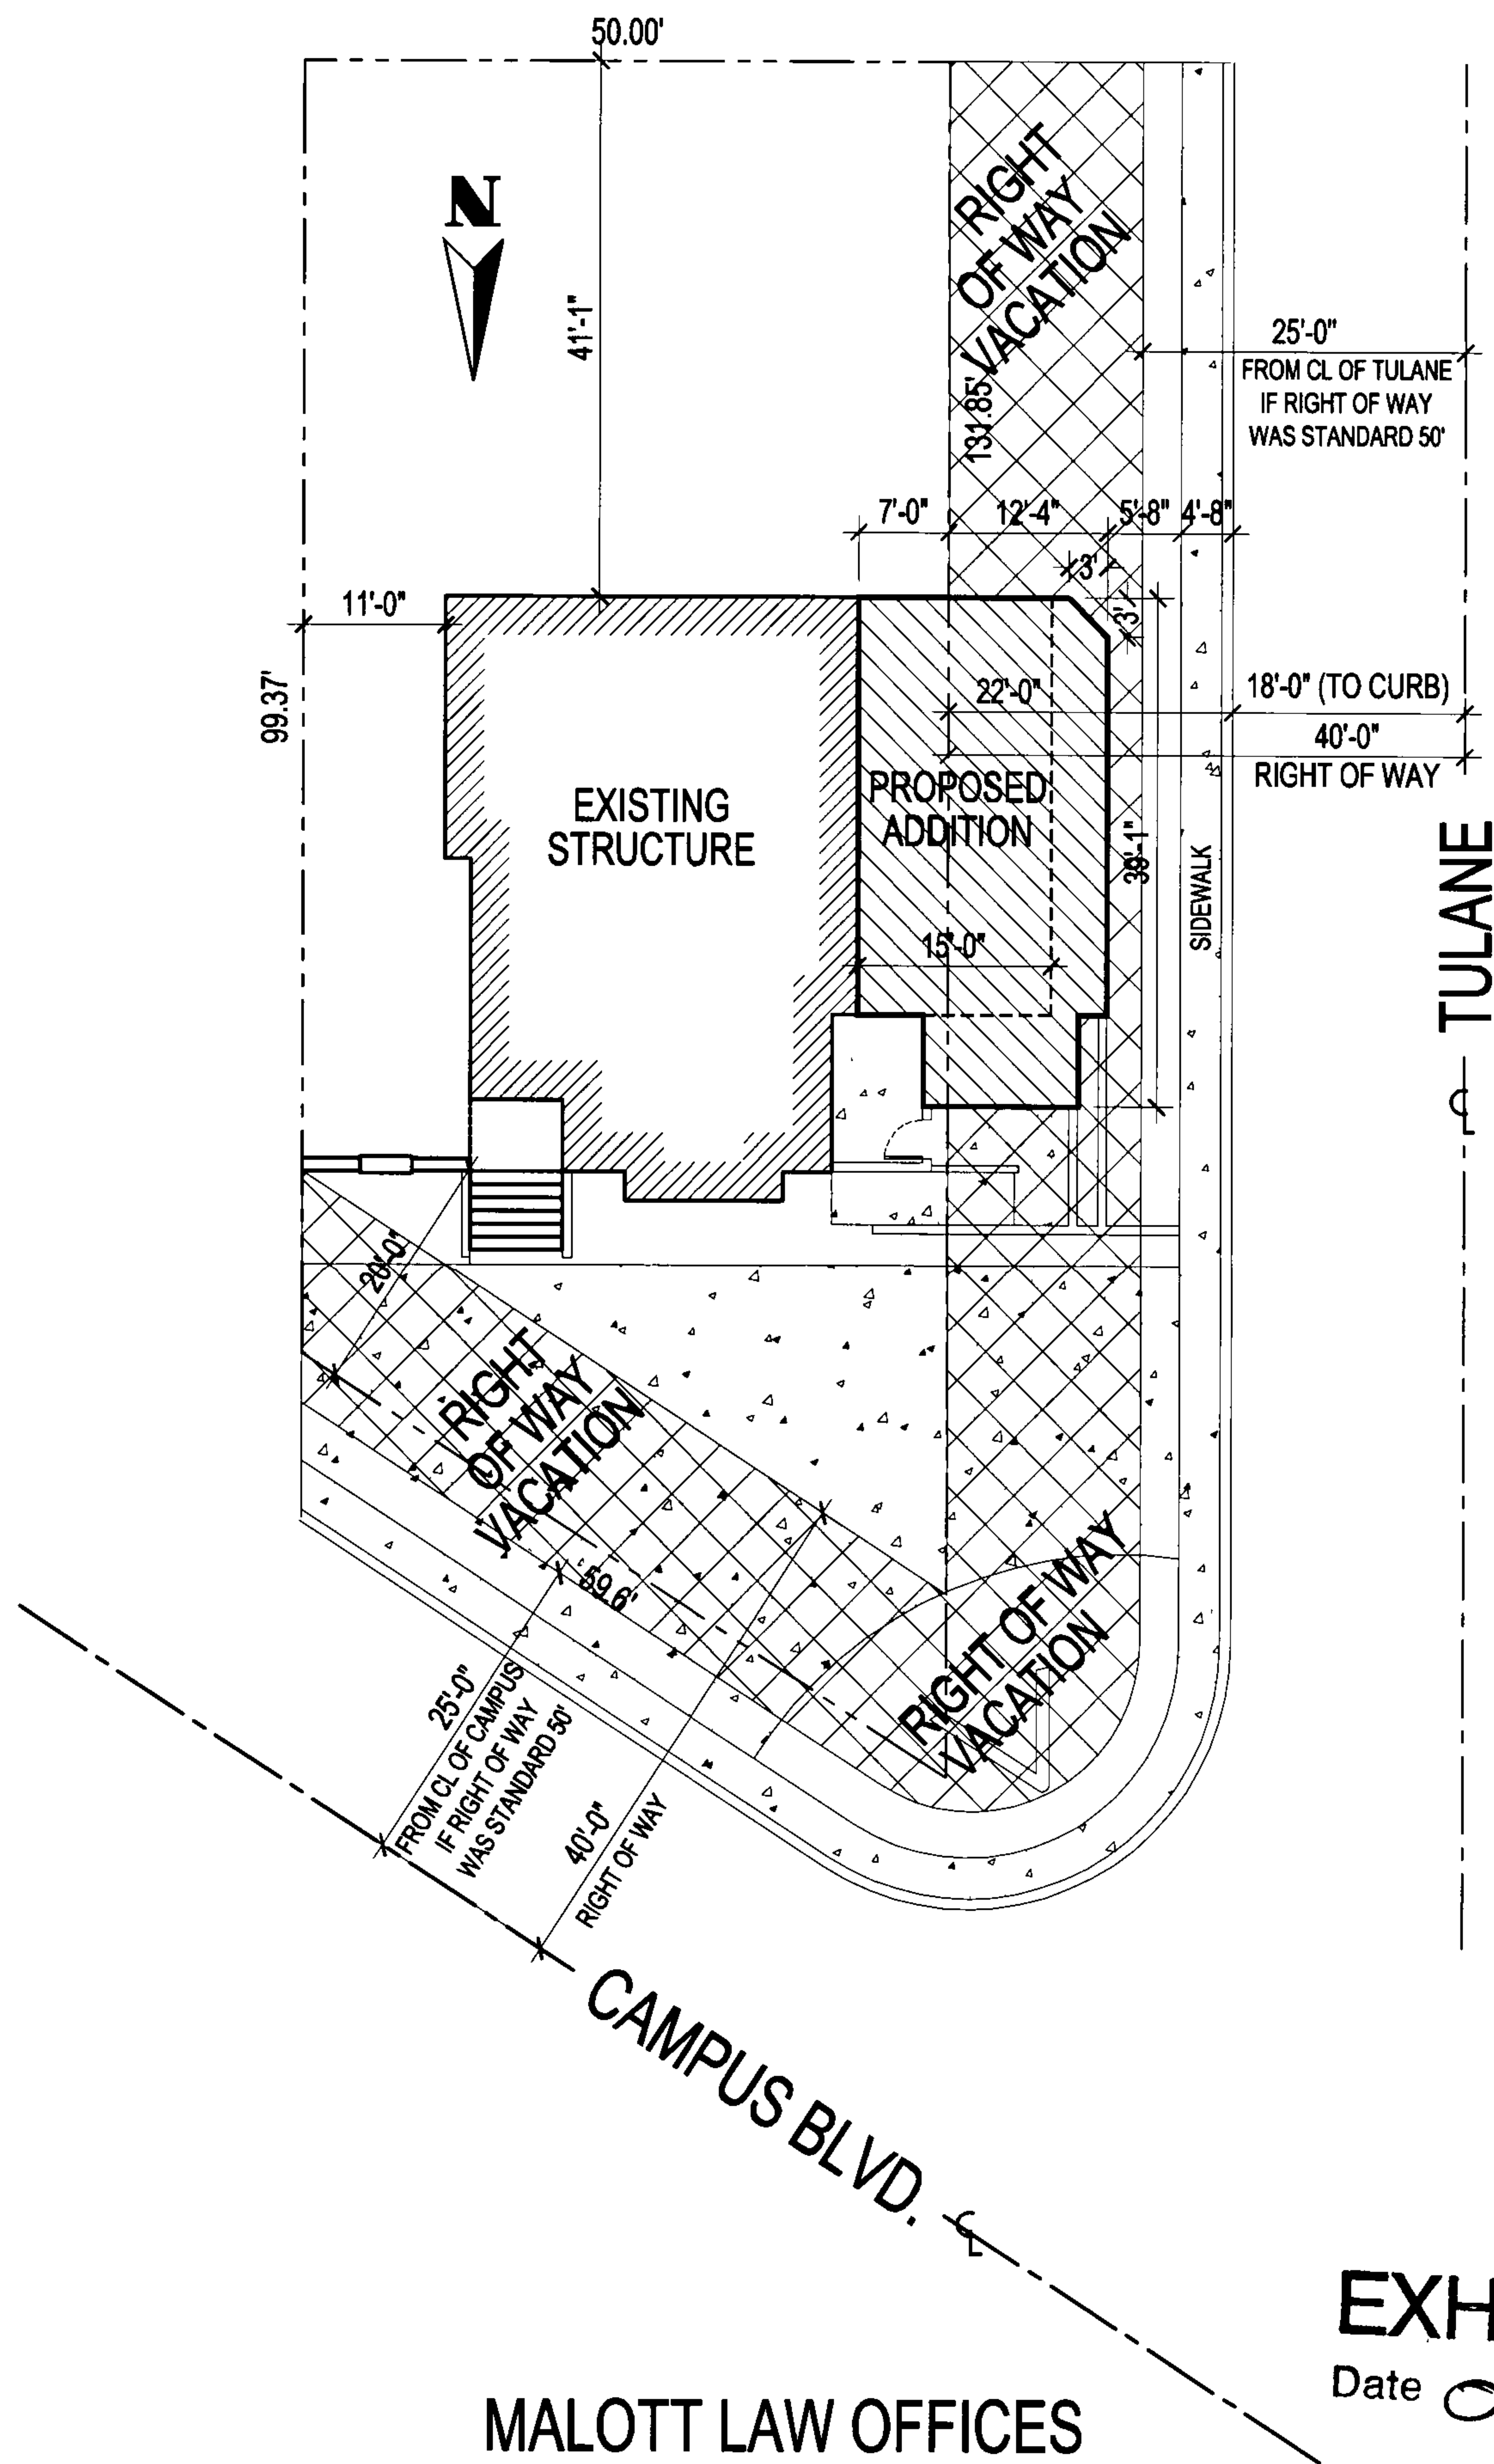 50.00'
N
RIGHT
OF WAY
VACATION
41'-1"
131.85'
25'-0"
FROM CL OF TULANE
IF RIGHT OF WAY
WAS STANDARD 50'
7'-0"
12'-4"
5'-8"
4'-8"
3'
3'
11'-0"
99.37'
22'-0"
18'-0" (TO CURB)
40'-0"
RIGHT OF WAY
EXISTING
STRUCTURE
PROPOSED
ADDITION
39'-1"
SIDEWALK
TULANE
CL
15'-0"
20'-0"
RIGHT
OF WAY
VACATION
59.6'
RIGHT OF WAY
VACATION
25'-0"
FROM CL OF CAMPUS
IF RIGHT OF WAY
WAS STANDARD 50'
40'-0"
RIGHT OF WAY
CAMPUS BLVD.
CL
EXH
Date
MALOTT LAW OFFICES